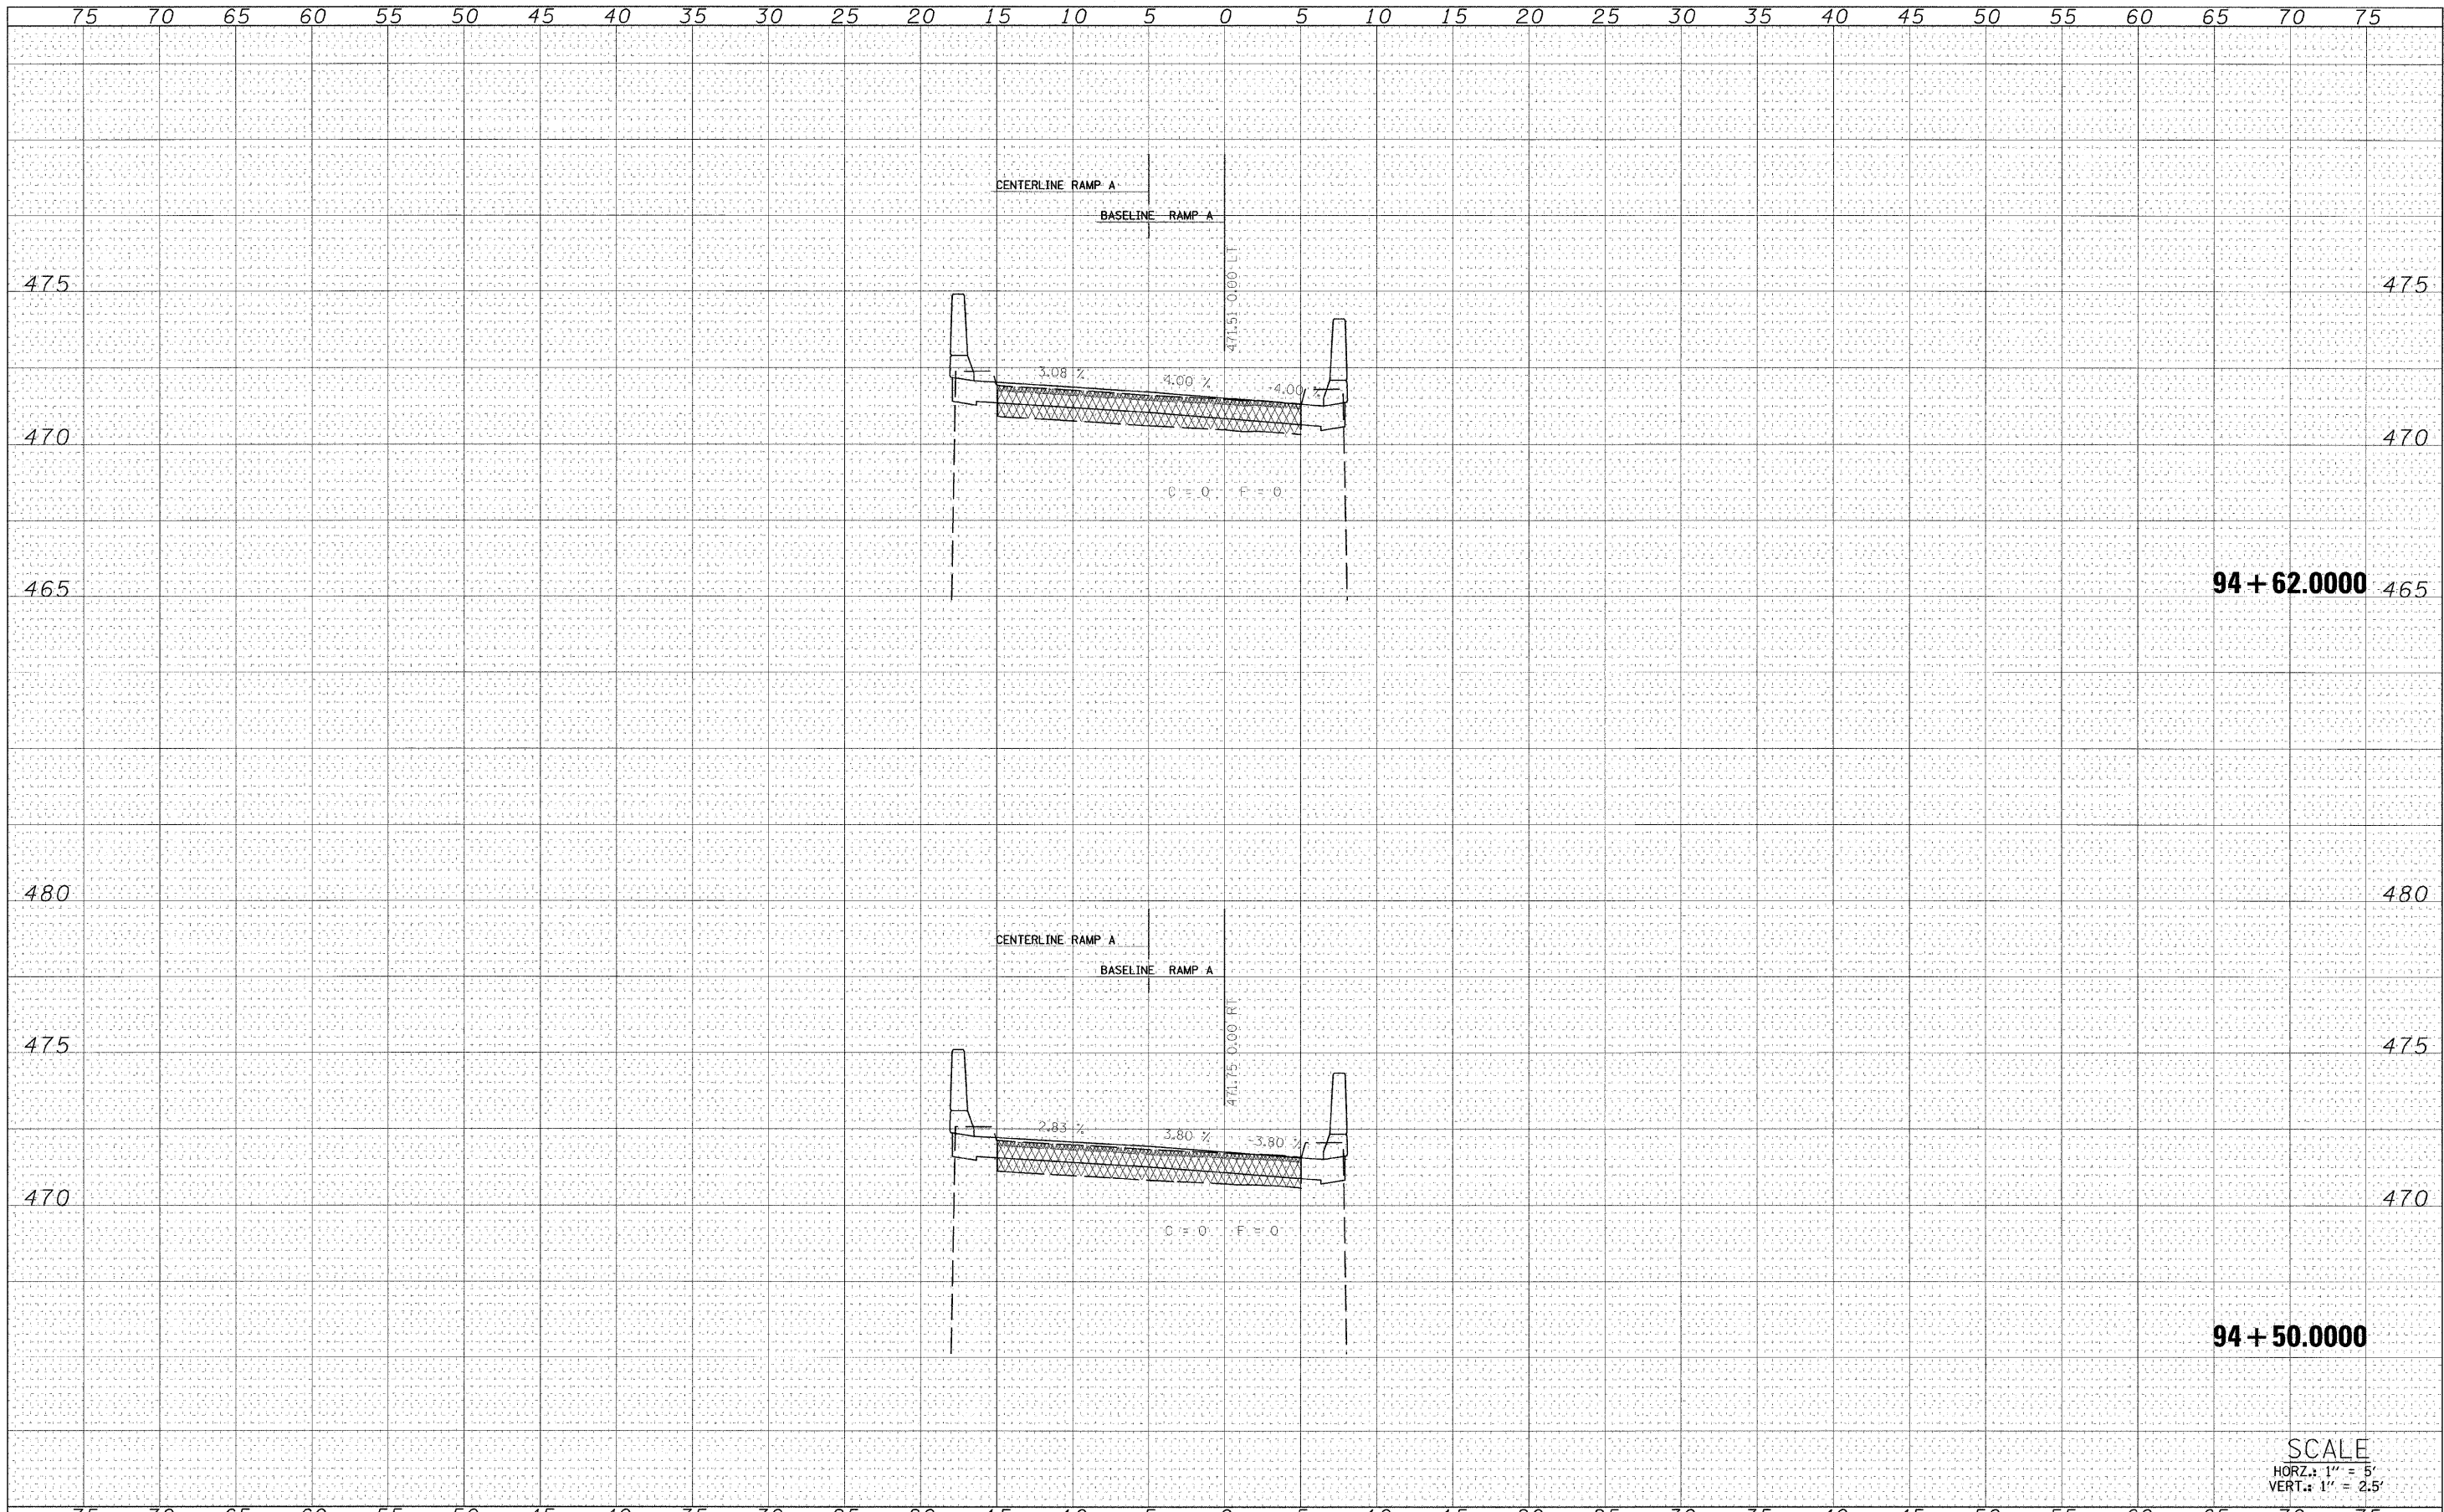 75 70 65 60 55 50 45 40 35 30 25 20 15 10 5 0 5 10 15 20 25 30 35 40 45 50 55 60 65 70 75
CENTERLINE RAMP A
BASELINE RAMP A
471.51 0.00 LT
475 475
3.08 % 4.00 % -4.00 %
470 470
C = 0 F = 0
94+62.0000
465 465
480 480
CENTERLINE RAMP A
BASELINE RAMP A
471.75 0.00 RT
475 475
2.83 % 3.80 % -3.80 %
470 470
C = 0 F = 0
94+50.0000
SCALE
HORZ.: 1" = 5'
VERT.: 1" = 2.5'